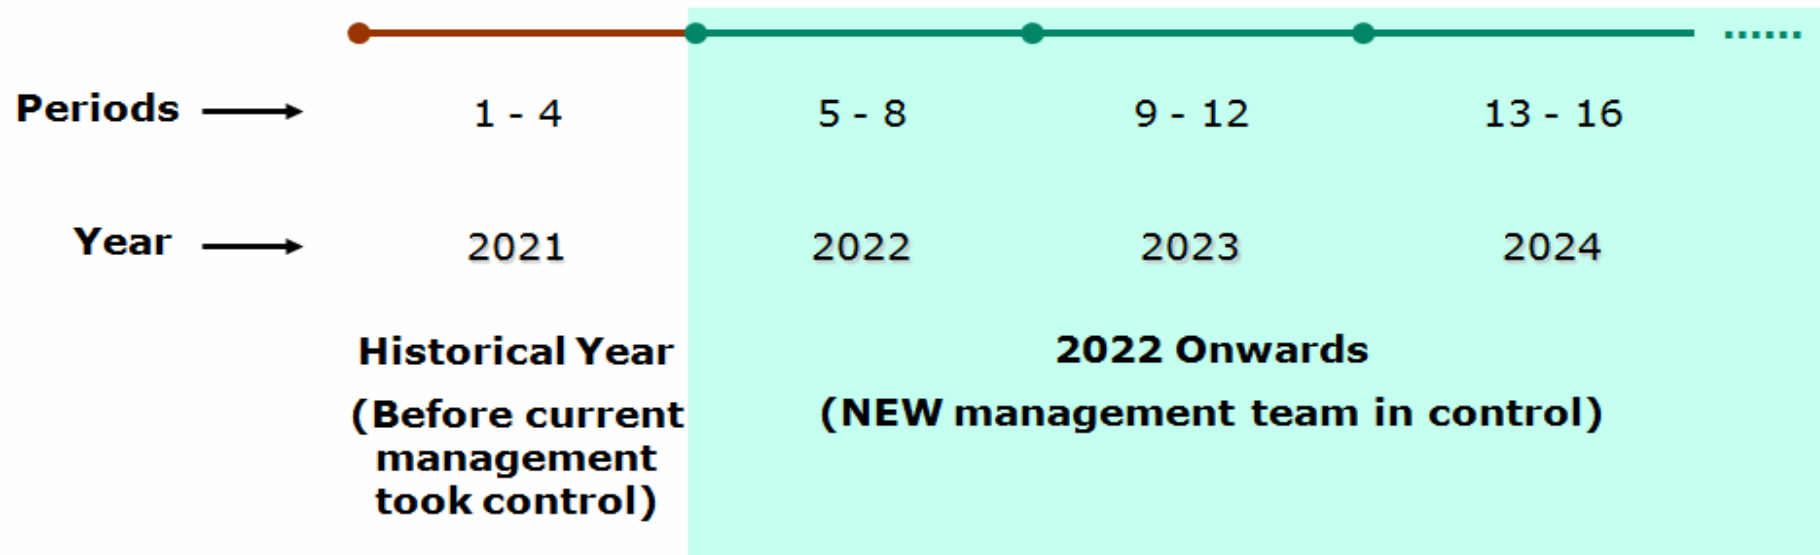 Periods 1 - 4 5 - 8 9 - 12 13 - 16
Year 2021 2022 2023 2024
Historical Year
(Before current
management
took control)
2022 Onwards
(NEW management team in control)